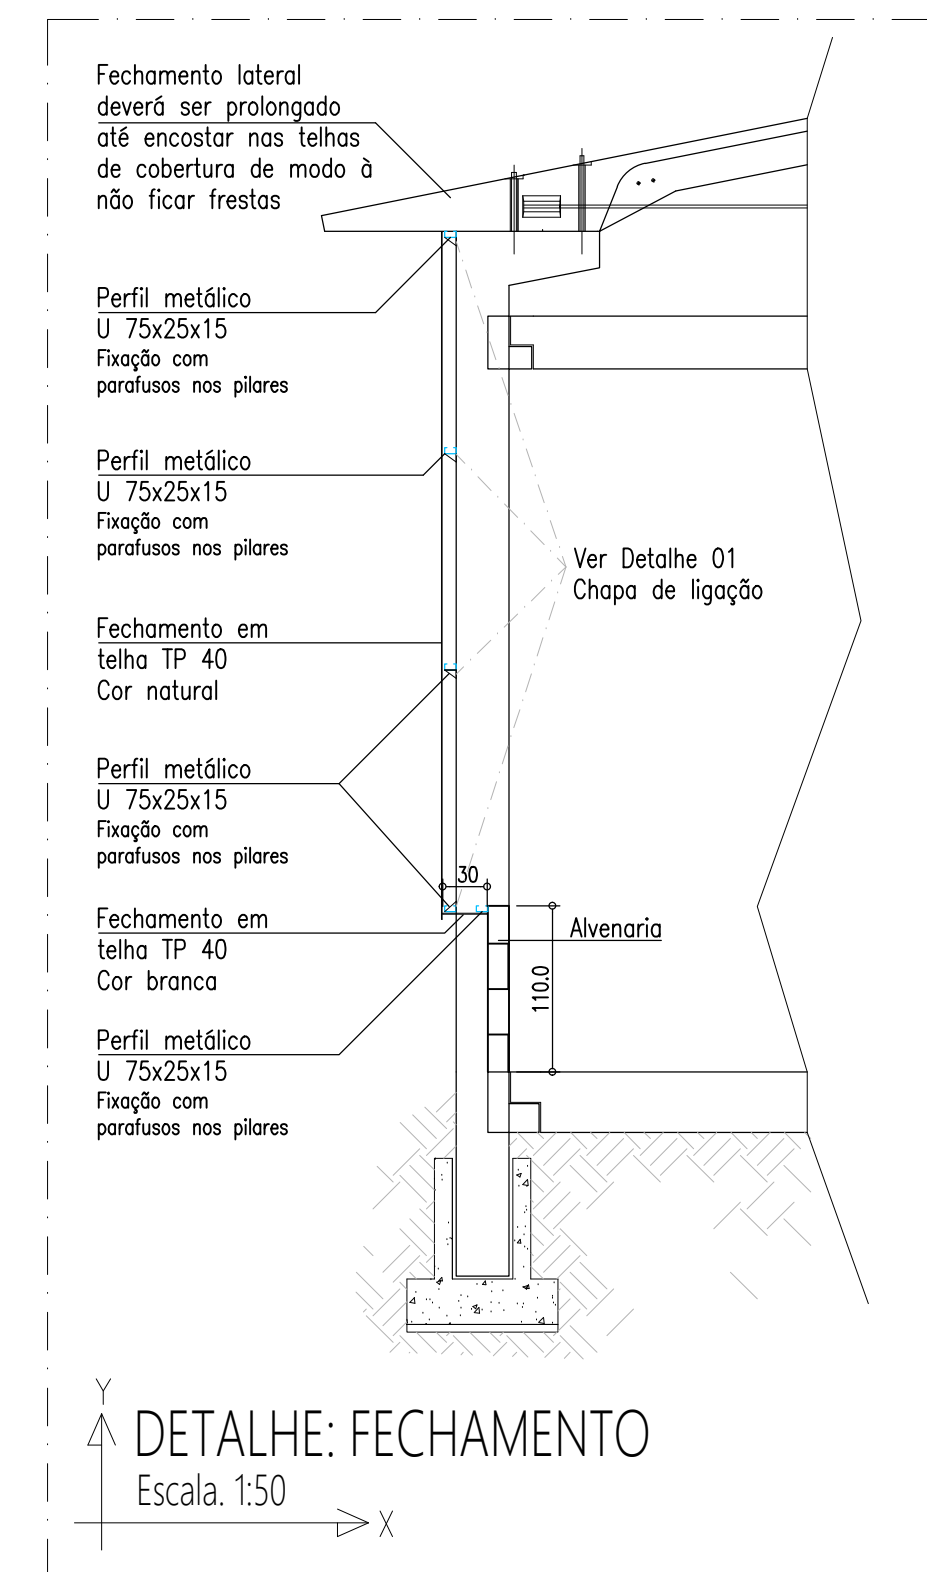 Fechamento lateral
deverá ser prolongado
até encostar nas telhas
de cobertura de modo à
não ficar frestas
Perfil metálico
U 75x25x15
Fixação com
parafusos nos pilares
Perfil metálico
U 75x25x15
Fixação com
parafusos nos pilares
Ver Detalhe 01
Chapa de ligação
Fechamento em
telha TP 40
Cor natural
Perfil metálico
U 75x25x15
Fixação com
parafusos nos pilares
30
Fechamento em
telha TP 40
Cor branca
Alvenaria
110.0
Perfil metálico
U 75x25x15
Fixação com
parafusos nos pilares
Y
DETALHE: FECHAMENTO
Escala. 1:50
X